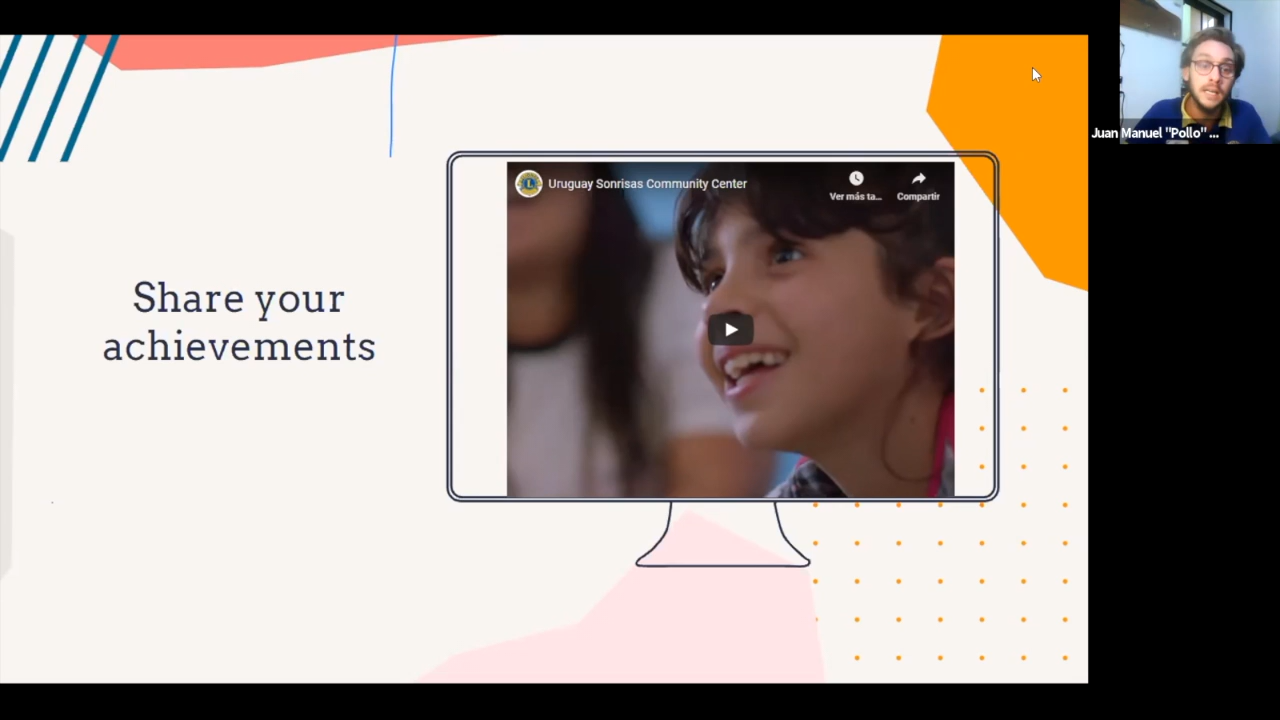 Uruguay Sonrisas Community Center
Ver más ta...
Compartir
Share your
achievements
Juan Manuel "Pollo" ...